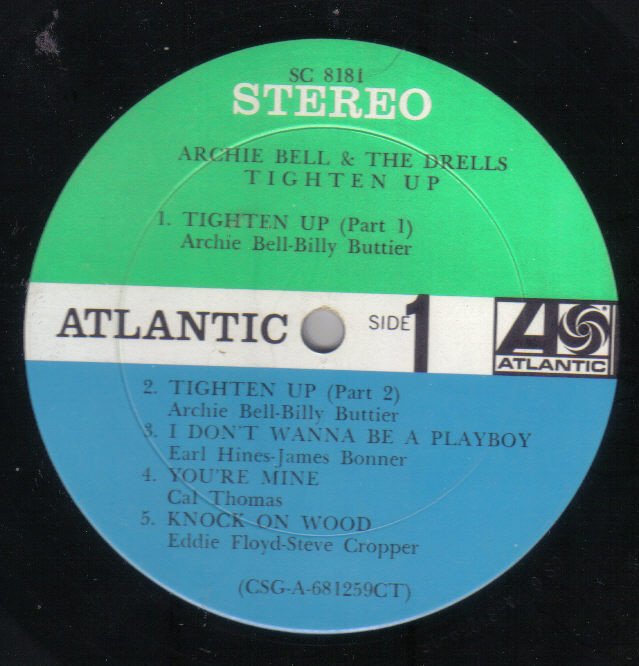 SC 8181
STEREO
ARCHIE BELL & THE DRELLS
TIGHTEN UP
1. TIGHTEN UP (Part 1)
Archie Bell-Billy Buttier
ATLANTIC SIDE 1 ATLANTIC
2. TIGHTEN UP (Part 2)
Archie Bell-Billy Buttier
3. I DON'T WANNA BE A PLAYBOY
Earl Hines-James Bonner
4. YOU'RE MINE
Cal Thomas
5. KNOCK ON WOOD
Eddie Floyd-Steve Cropper
(CSG-A-681259CT)